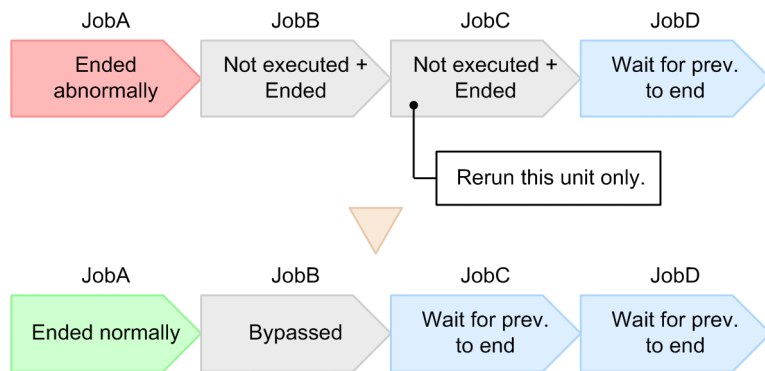 JobA JobB JobC JobD
Ended abnormally
Not executed + Ended
Not executed + Ended
Wait for prev. to end
Rerun this unit only.
JobA JobB JobC JobD
Ended normally
Bypassed
Wait for prev. to end
Wait for prev. to end